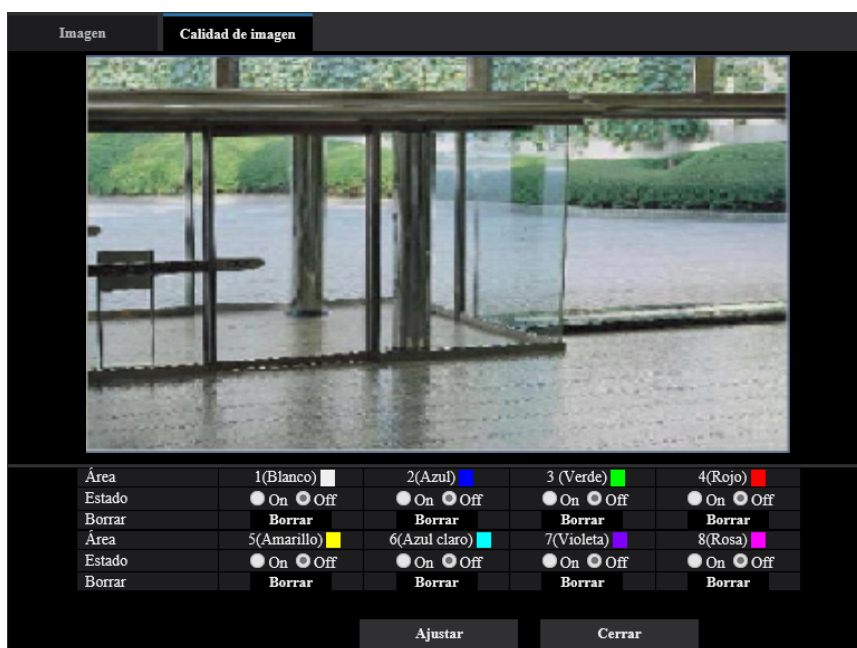 Imagen Calidad de imagen
Área 1(Blanco) 2(Azul) 3 (Verde) 4(Rojo)
Estado On Off On Off On Off On Off
Borrar Borrar Borrar Borrar Borrar
Área 5(Amarillo) 6(Azul claro) 7(Violeta) 8(Rosa)
Estado On Off On Off On Off On Off
Borrar Borrar Borrar Borrar Borrar
Ajustar Cerrar